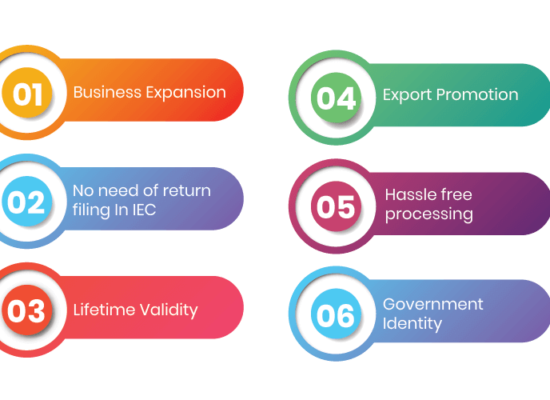 01
Business Expansion
02
No need of return
filing In IEC
03
Lifetime Validity
04
Export Promotion
05
Hassle free
processing
06
Government
Identity